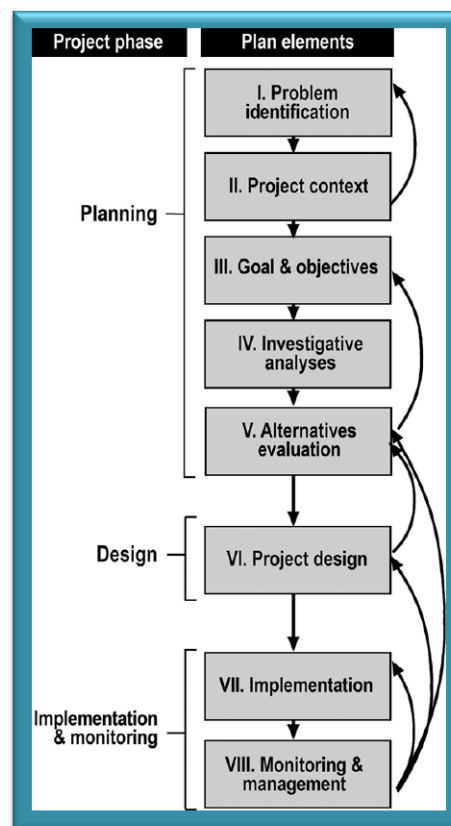 Project phase
Plan elements
I. Problem
identification
II. Project context
Planning
III. Goal & objectives
IV. Investigative
analyses
V. Alternatives
evaluation
Design
VI. Project design
VII. Implementation
Implementation
& monitoring
VIII. Monitoring &
management